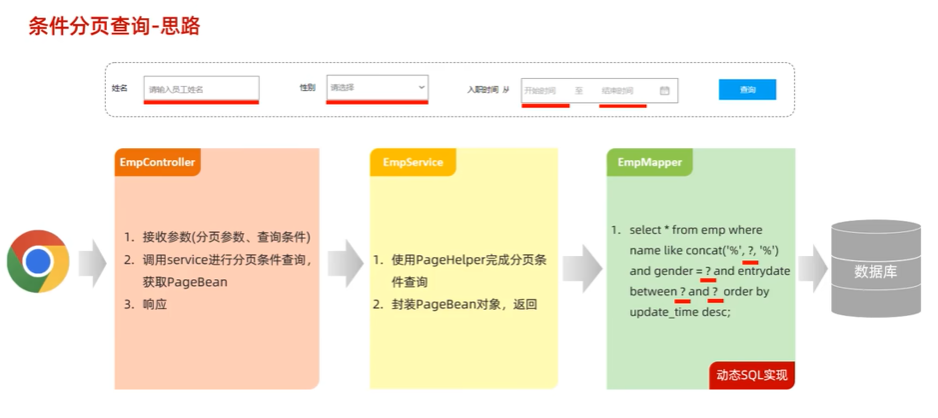 条件分页查询-思路
姓名 请输入员工姓名 性别 请选择 入职时间 从 开始时间 至 结束时间 查询
EmpController
1. 接收参数(分页参数、查询条件)
2. 调用service进行分页条件查询，
获取PageBean
3. 响应
EmpService
1. 使用PageHelper完成分页条
件查询
2. 封装PageBean对象，返回
EmpMapper
1. select * from emp where
name like concat('%', ?, '%')
and gender = ? and entrydate
between ? and ? order by
update_time desc;
动态SQL实现
数据库